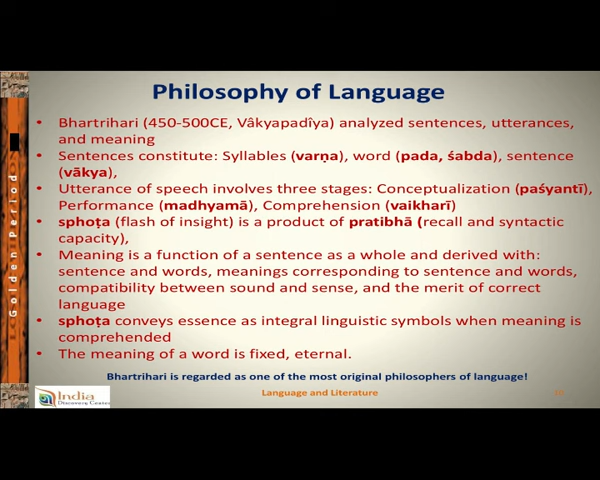 Philosophy of Language
• Bhartrihari (450-500CE, Vâkyapadîya) analyzed sentences, utterances,
and meaning
• Sentences constitute: Syllables (varṇa), word (pada, śabda), sentence
(vākya),
• Utterance of speech involves three stages: Conceptualization (paśyantī),
Performance (madhyamā), Comprehension (vaikharī)
• sphoṭa (flash of insight) is a product of pratibhā (recall and syntactic
capacity),
• Meaning is a function of a sentence as a whole and derived with:
sentence and words, meanings corresponding to sentence and words,
compatibility between sound and sense, and the merit of correct
language
• sphoṭa conveys essence as integral linguistic symbols when meaning is
comprehended
• The meaning of a word is fixed, eternal.
Bhartrihari is regarded as one of the most original philosophers of language!
Golden Period
India
Discovery Center
Language and Literature